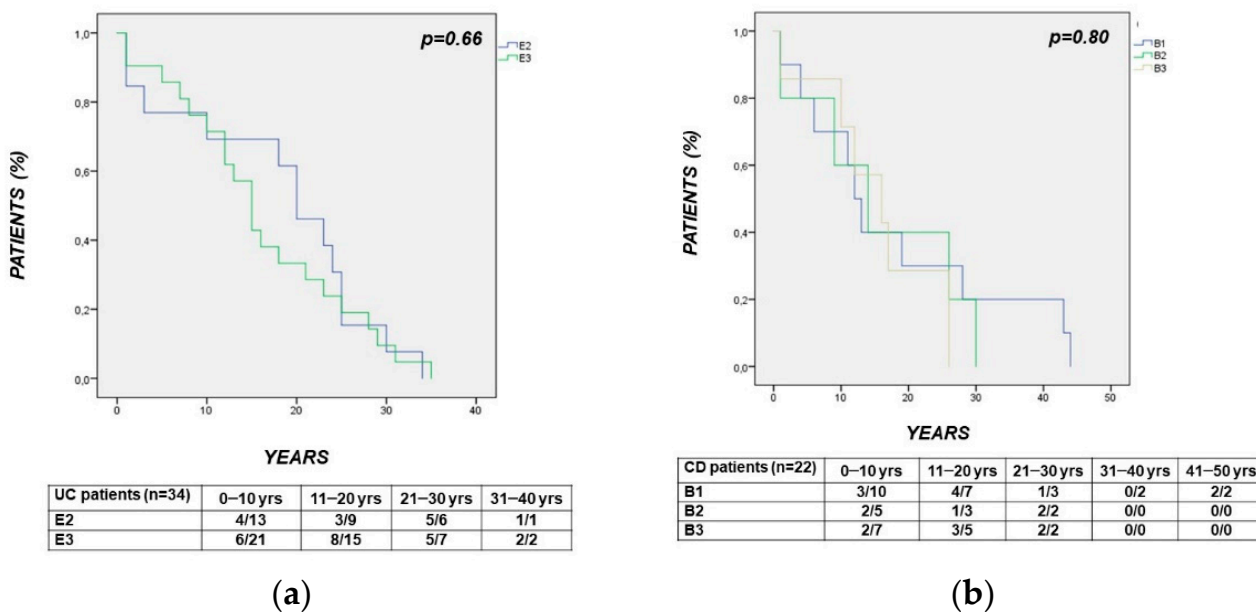 p=0.66
E2
E3
1,0
0,8
0,6
0,4
0,2
0,0
PATIENTS (%)
0 10 20 30 40
YEARS
UC patients (n=34) 0–10 yrs 11–20 yrs 21–30 yrs 31–40 yrs
E2 4/13 3/9 5/6 1/1
E3 6/21 8/15 5/7 2/2
(a)
p=0.80
B1
B2
B3
1,0
0,8
0,6
0,4
0,2
0,0
PATIENTS (%)
0 10 20 30 40 50
YEARS
CD patients (n=22) 0–10 yrs 11–20 yrs 21–30 yrs 31–40 yrs 41–50 yrs
B1 3/10 4/7 1/3 0/2 2/2
B2 2/5 1/3 2/2 0/0 0/0
B3 2/7 3/5 2/2 0/0 0/0
(b)